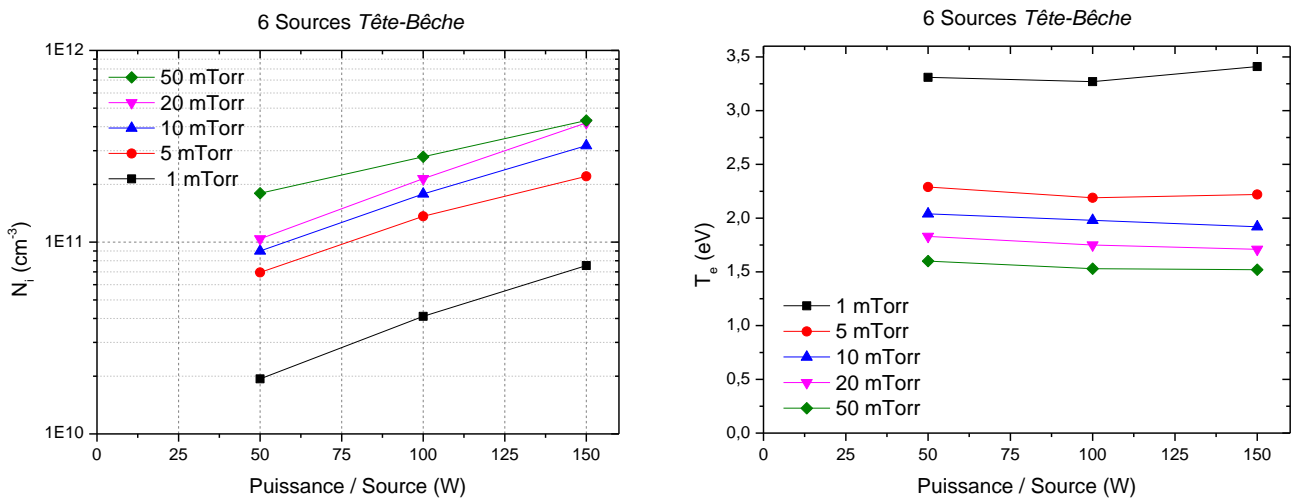 6 Sources Tête-Bêche
1E12
1E11
1E10
N_i (cm^-3)
50 mTorr
20 mTorr
10 mTorr
5 mTorr
1 mTorr
0 25 50 75 100 125 150
Puissance / Source (W)
6 Sources Tête-Bêche
3,5
3,0
2,5
2,0
1,5
1,0
0,5
0,0
T_e (eV)
1 mTorr
5 mTorr
10 mTorr
20 mTorr
50 mTorr
0 25 50 75 100 125 150
Puissance / Source (W)